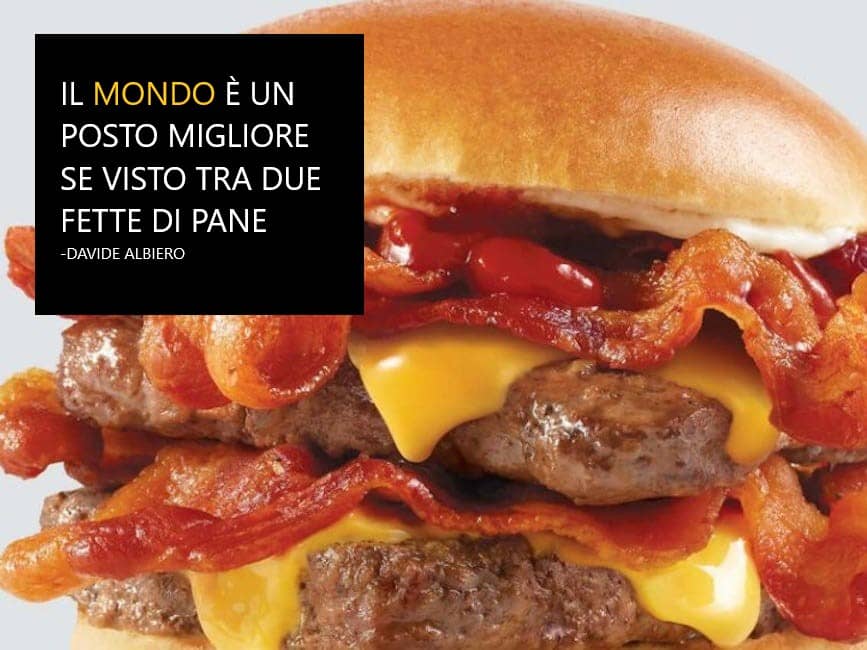 IL MONDO È UN
POSTO MIGLIORE
SE VISTO TRA DUE
FETTE DI PANE
-DAVIDE ALBIERO